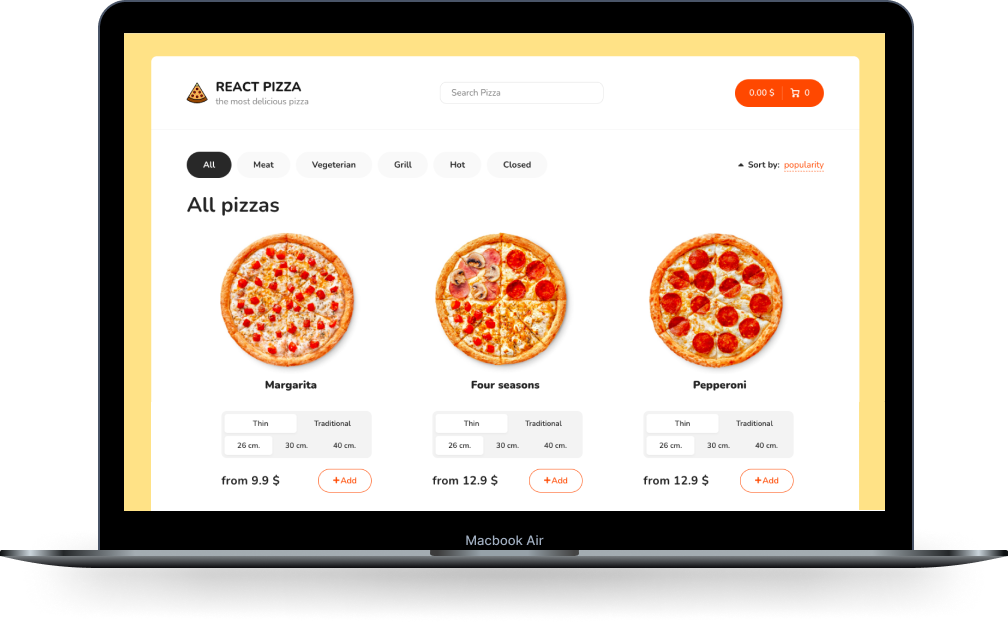 REACT PIZZA
the most delicious pizza
Search Pizza
0.00 $ 0
All Meat Vegeterian Grill Hot Closed
Sort by: popularity
All pizzas
Margarita Four seasons Pepperoni
Thin Traditional Thin Traditional Thin Traditional
26 cm. 30 cm. 40 cm. 26 cm. 30 cm. 40 cm. 26 cm. 30 cm. 40 cm.
from 9.9 $ +Add from 12.9 $ +Add from 12.9 $ +Add
Macbook Air